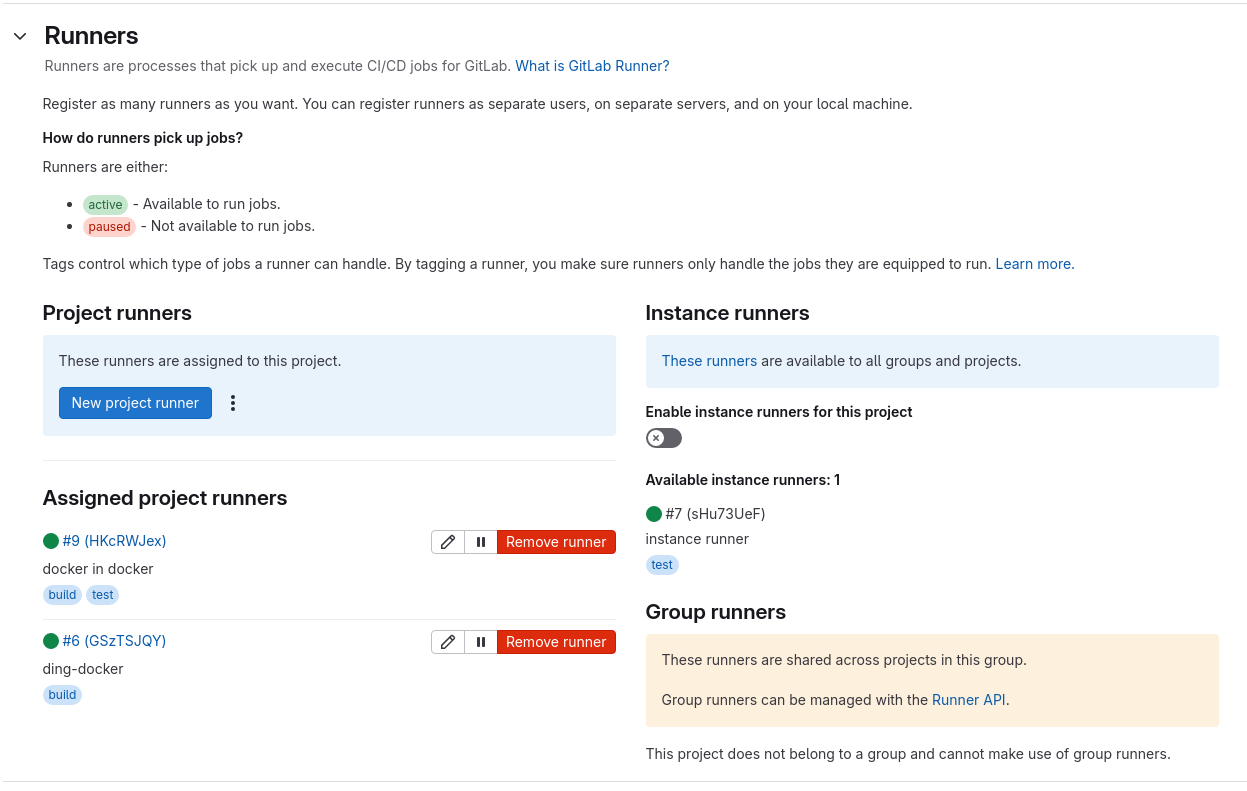 Runners
Runners are processes that pick up and execute CI/CD jobs for GitLab. What is GitLab Runner?
Register as many runners as you want. You can register runners as separate users, on separate servers, and on your local machine.
How do runners pick up jobs?
Runners are either:
active - Available to run jobs.
paused - Not available to run jobs.
Tags control which type of jobs a runner can handle. By tagging a runner, you make sure runners only handle the jobs they are equipped to run. Learn more.
Project runners
These runners are assigned to this project.
New project runner
Assigned project runners
#9 (HKcRWJex)
Remove runner
docker in docker
build test
#6 (GSzTSJQY)
Remove runner
ding-docker
build
Instance runners
These runners are available to all groups and projects.
Enable instance runners for this project
Available instance runners: 1
#7 (sHu73UeF)
instance runner
test
Group runners
These runners are shared across projects in this group.
Group runners can be managed with the Runner API.
This project does not belong to a group and cannot make use of group runners.